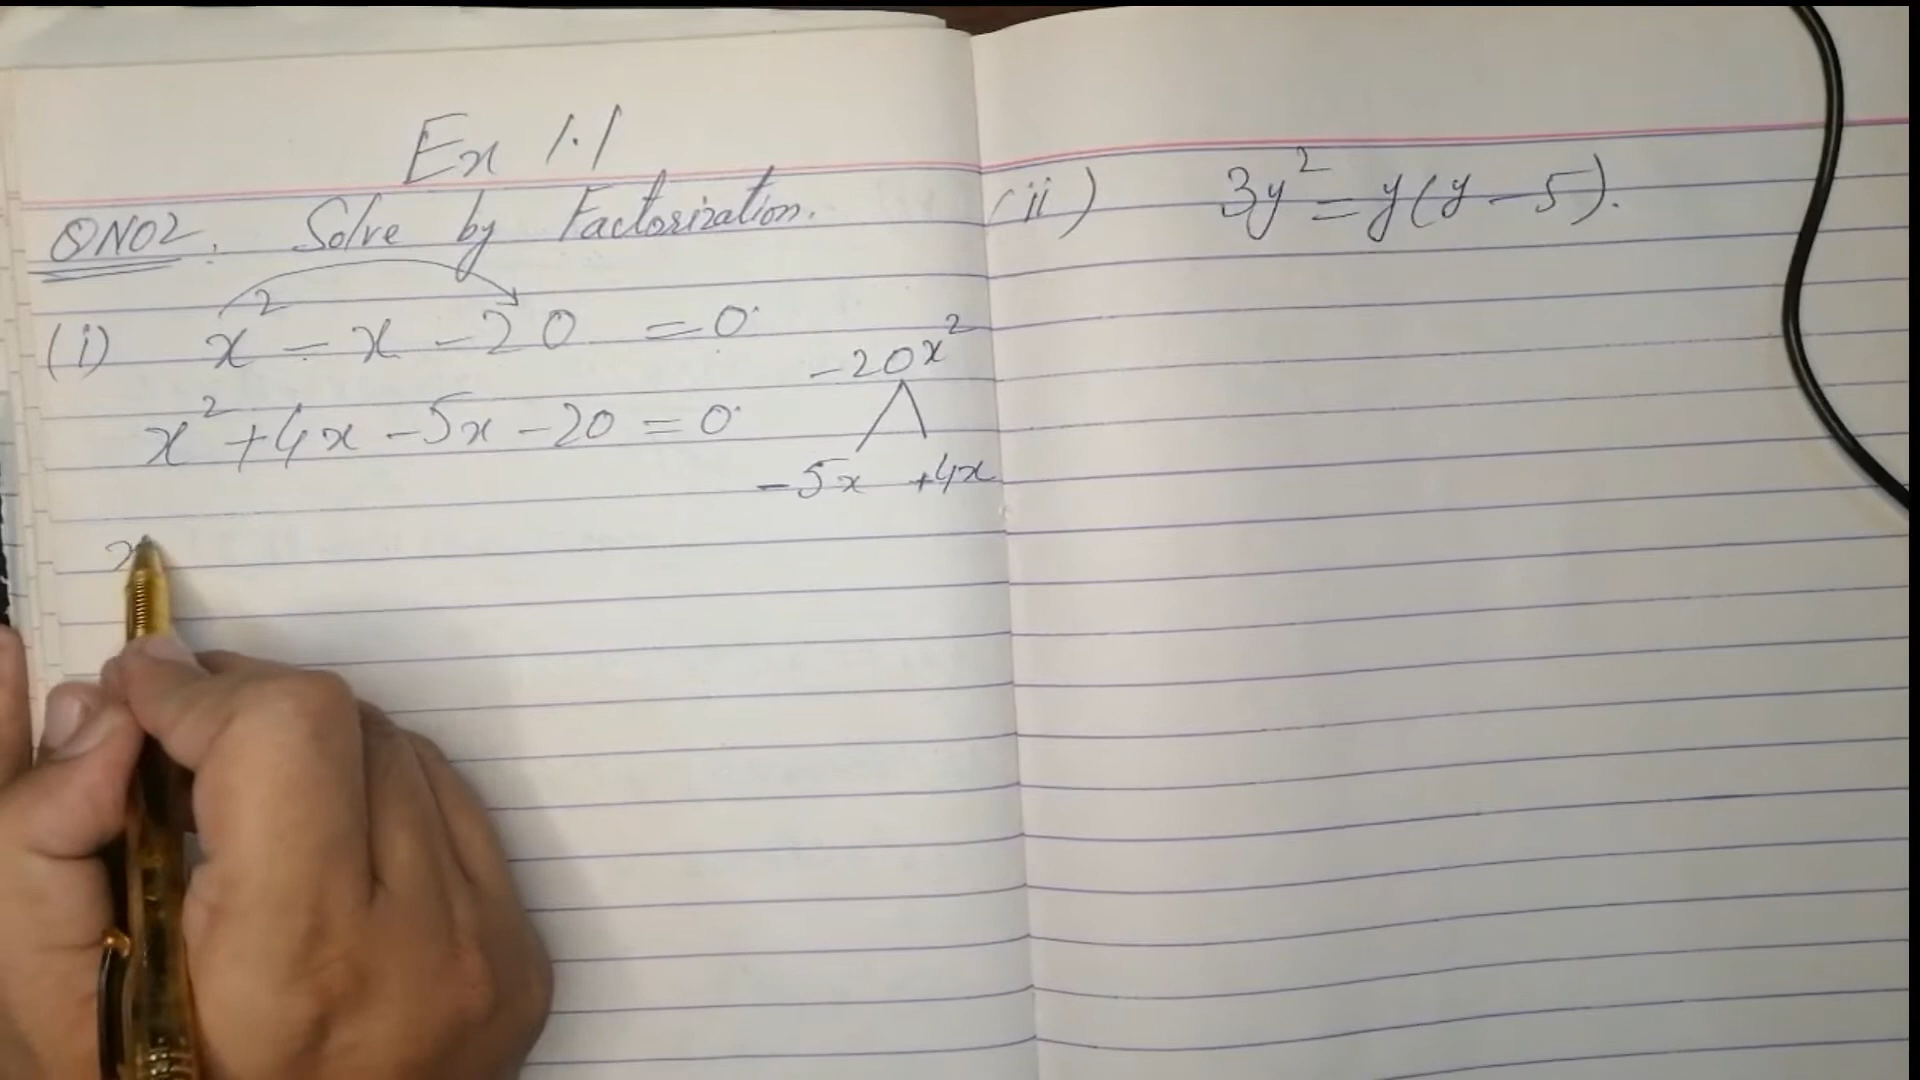 Ex 1.1
QNO2. Solve by Factorization.
(i) x² - x - 20 = 0
-20x²
x² + 4x - 5x - 20 = 0
-5x +4x
x
(ii) 3y² = y(y - 5).